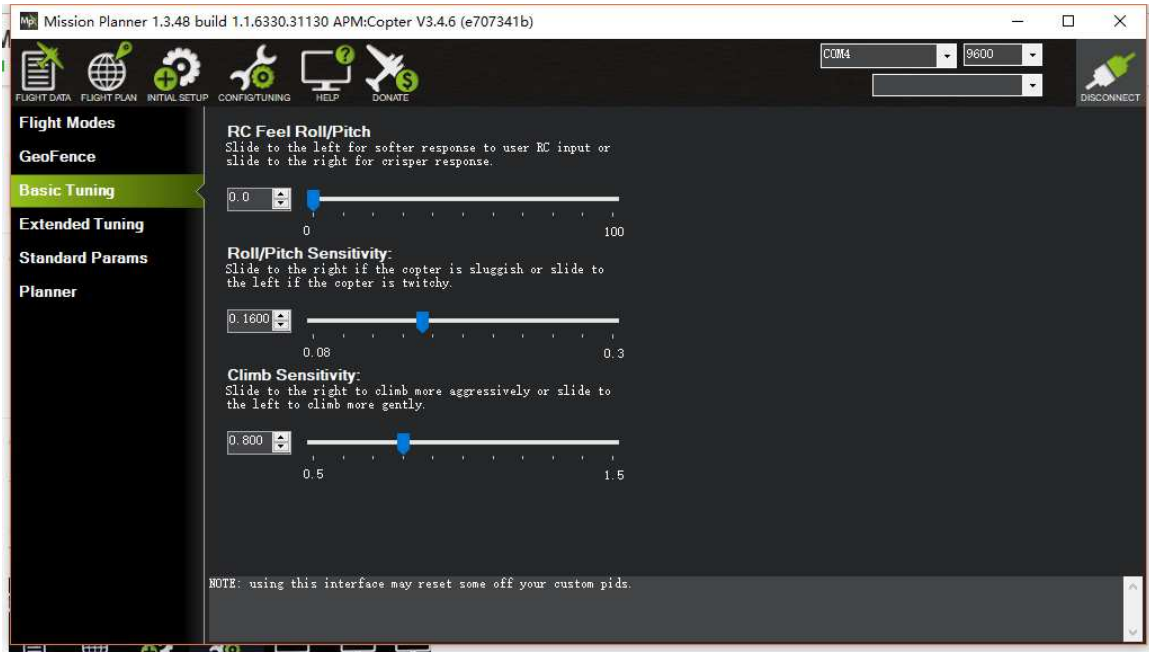 Mission Planner 1.3.48 build 1.1.6330.31130 APM:Copter V3.4.6 (e707341b)
FLIGHT DATA FLIGHT PLAN INITIAL SETUP CONFIG/TUNING HELP DONATE
COM4 9600
DISCONNECT
Flight Modes
GeoFence
Basic Tuning
Extended Tuning
Standard Params
Planner
RC Feel Roll/Pitch
Slide to the left for softer response to user RC input or
slide to the right for crisper response.
0.0
0 100
Roll/Pitch Sensitivity:
Slide to the right if the copter is sluggish or slide to
the left if the copter is twitchy.
0.1600
0.08 0.3
Climb Sensitivity:
Slide to the right to climb more aggressively or slide to
the left to climb more gently.
0.800
0.5 1.5
NOTE: using this interface may reset some off your custom pids.